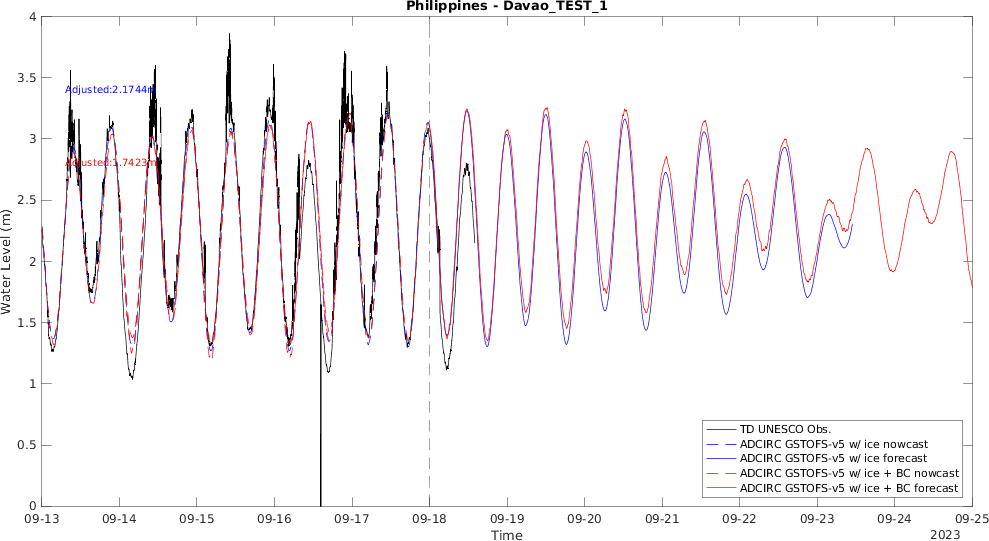 Philippines - Davao_TEST_1
Water Level (m)
4
3.5
3
2.5
2
1.5
1
0.5
0
Adjusted:2.1744m
Adjusted:1.7423m
TD UNESCO Obs.
ADCIRC GSTOFS-v5 w/ ice nowcast
ADCIRC GSTOFS-v5 w/ ice forecast
ADCIRC GSTOFS-v5 w/ ice + BC nowcast
ADCIRC GSTOFS-v5 w/ ice + BC forecast
09-13 09-14 09-15 09-16 09-17 09-18 09-19 09-20 09-21 09-22 09-23 09-24 09-25
Time
2023